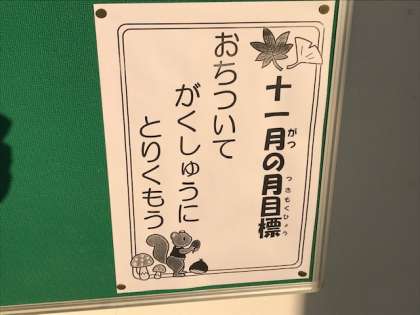 十一月の月目標
おちついて
がくしゅうに
とりくもう